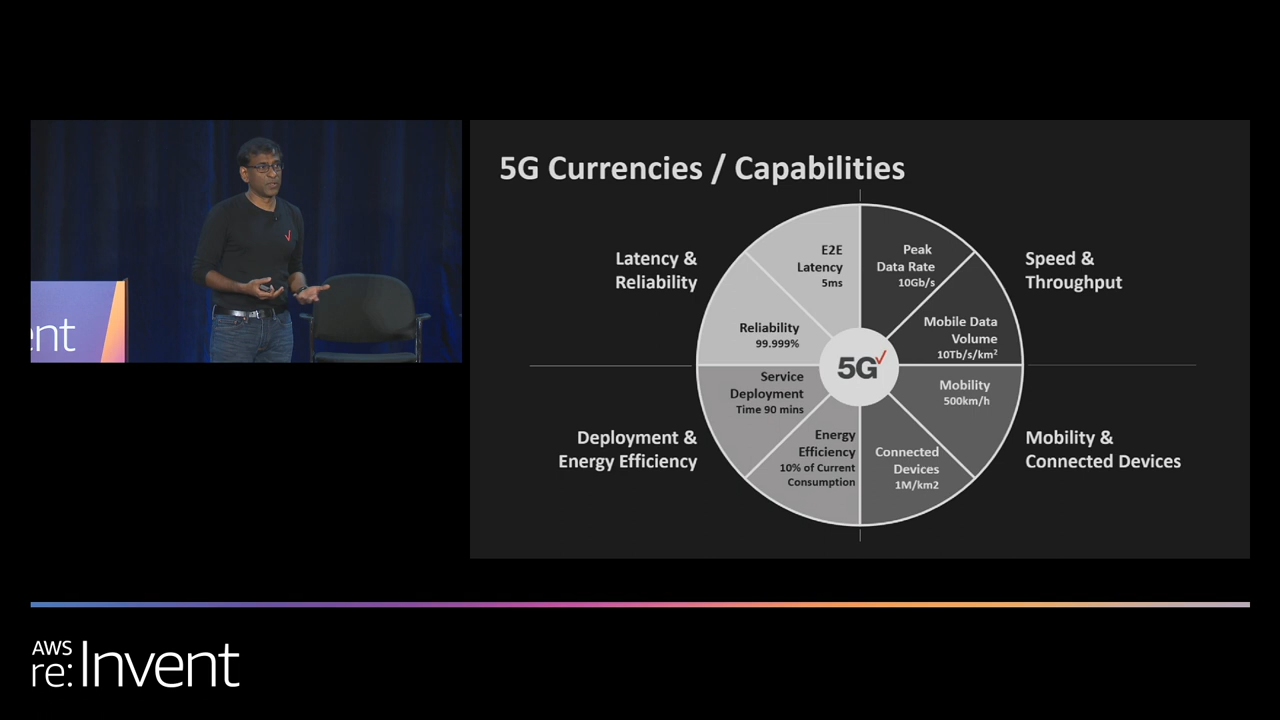 5G Currencies / Capabilities
Latency &
Reliability
E2E
Latency
5ms
Reliability
99.999%
Peak
Data Rate
10Gb/s
Mobile Data
Volume
10Tb/s/km²
Speed &
Throughput
5G
Deployment &
Energy Efficiency
Service
Deployment
Time 90 mins
Energy
Efficiency
10% of Current
Consumption
Mobility
500km/h
Connected
Devices
1M/km2
Mobility &
Connected Devices
ent
AWS
re:Invent